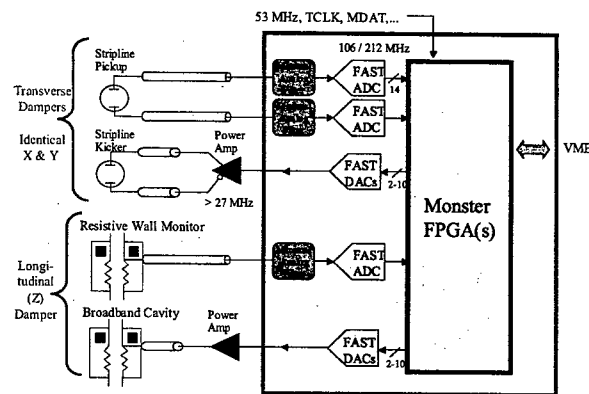 53 MHz, TCLK, MDAT,...
106 / 212 MHz
Stripline
Pickup
Transverse
Dampers
Identical
X & Y
Stripline
Kicker
Power
Amp
> 27 MHz
FAST
ADC
14
FAST
ADC
FAST
DACs
2-10
Monster
FPGA(s)
VME
Resistive Wall Monitor
Longi-
tudinal
(Z)
Damper
FAST
ADC
Broadband Cavity
Power
Amp
FAST
DACs
2-10